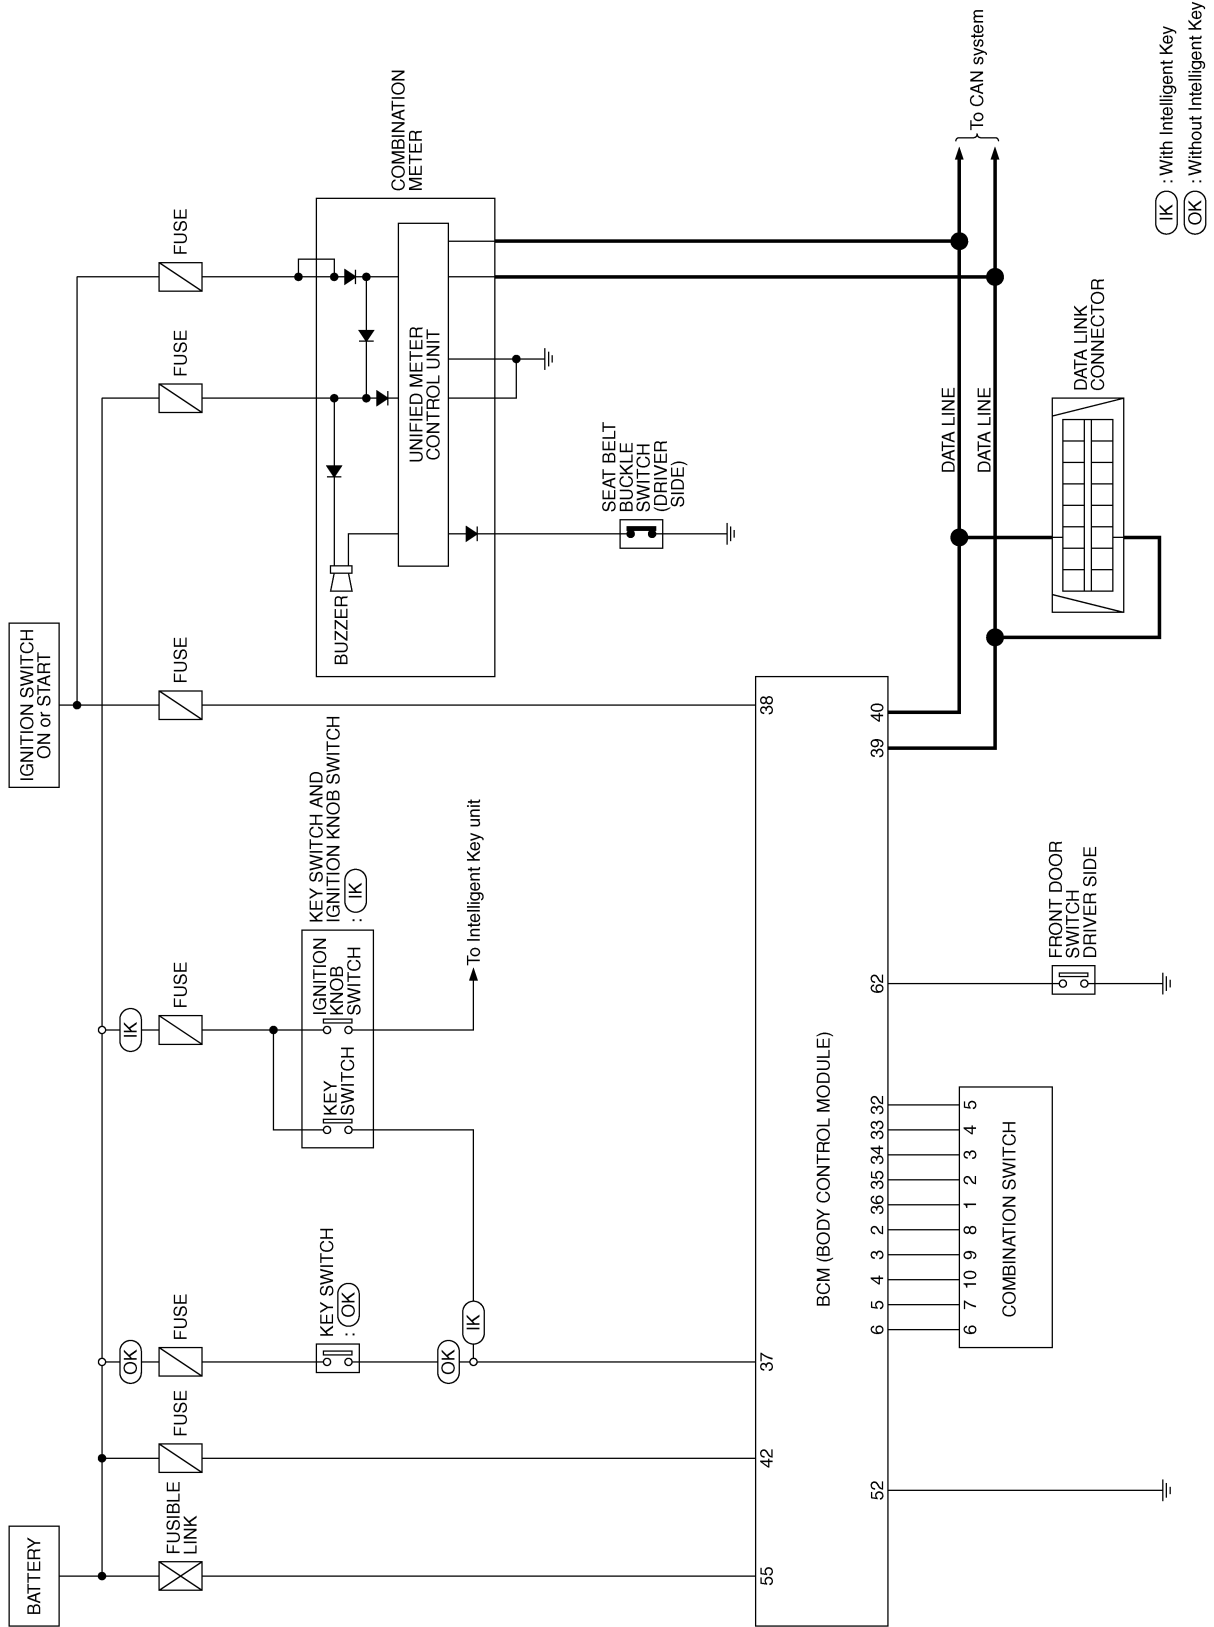 BATTERY
IGNITION SWITCH
ON or START
FUSIBLE
LINK
FUSE
OK
FUSE
IK
FUSE
FUSE
FUSE
FUSE
KEY SWITCH
: OK
KEY SWITCH AND
IGNITION KNOB SWITCH
: IK
KEY
SWITCH
IGNITION
KNOB
SWITCH
OK
IK
To Intelligent Key unit
BUZZER
UNIFIED METER
CONTROL UNIT
COMBINATION
METER
SEAT BELT
BUCKLE
SWITCH
(DRIVER
SIDE)
55
42
37
38
BCM (BODY CONTROL MODULE)
52
6
5
4
3
2
36
35
34
33
32
62
39
40
6
7
10
9
8
1
2
3
4
5
COMBINATION SWITCH
FRONT DOOR
SWITCH
DRIVER SIDE
DATA LINE
DATA LINE
DATA LINK
CONNECTOR
To CAN system
IK : With Intelligent Key
OK : Without Intelligent Key